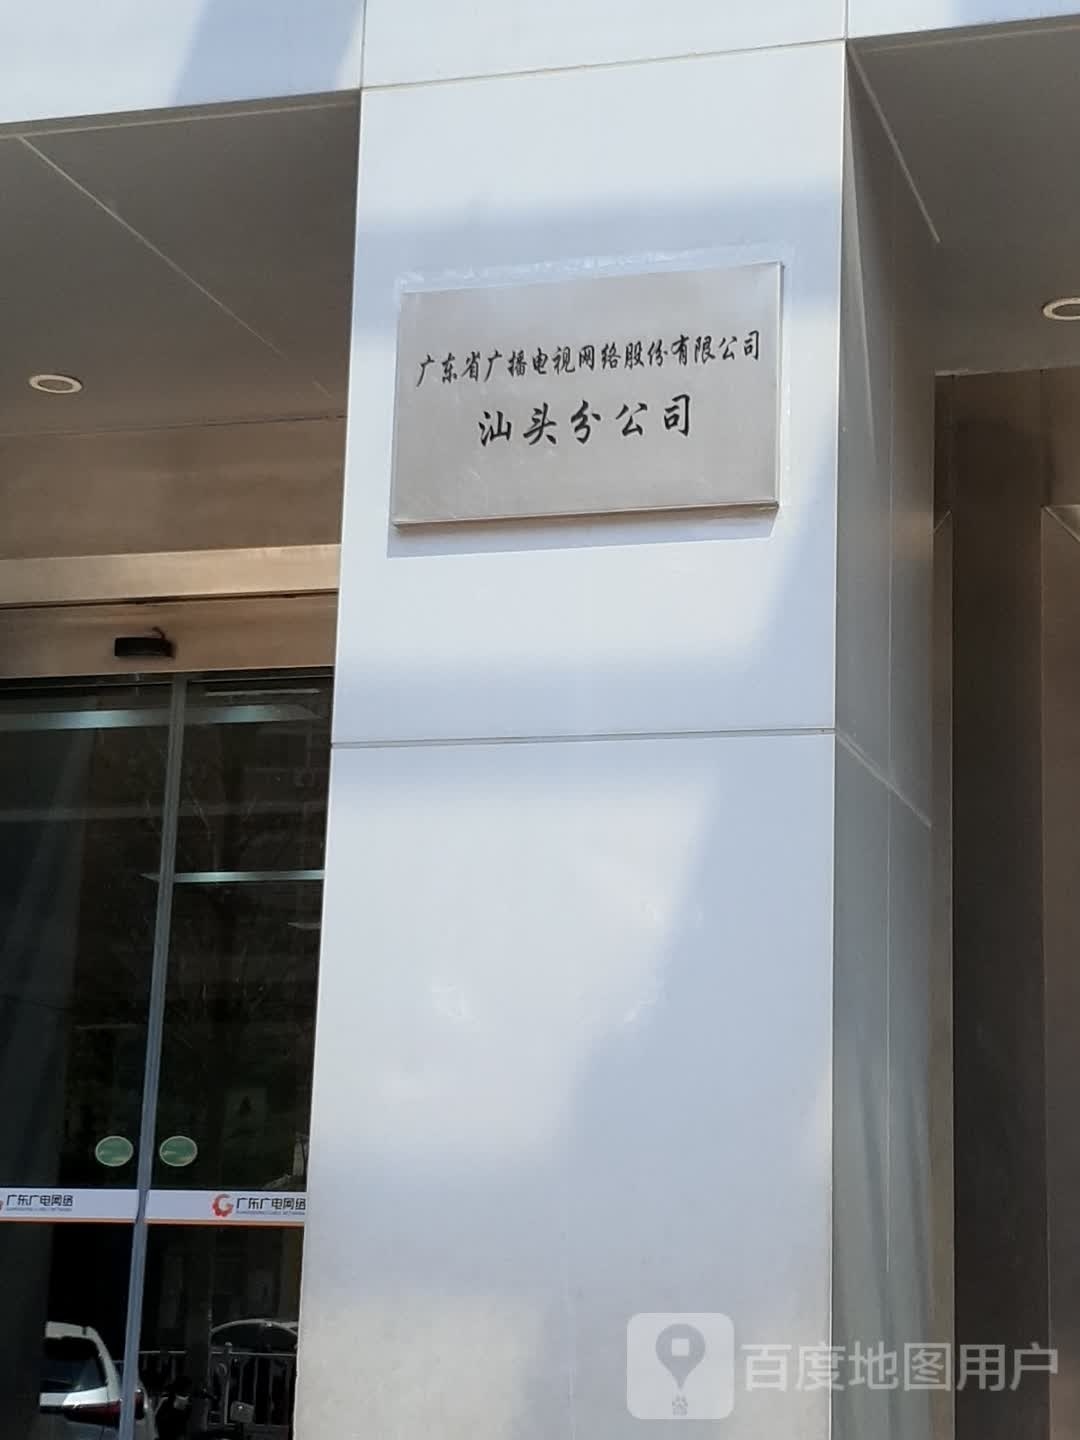 广东省广播电视网络股份有限公司
汕头分公司
广东广电网络
广东广电网络
百度地图用户